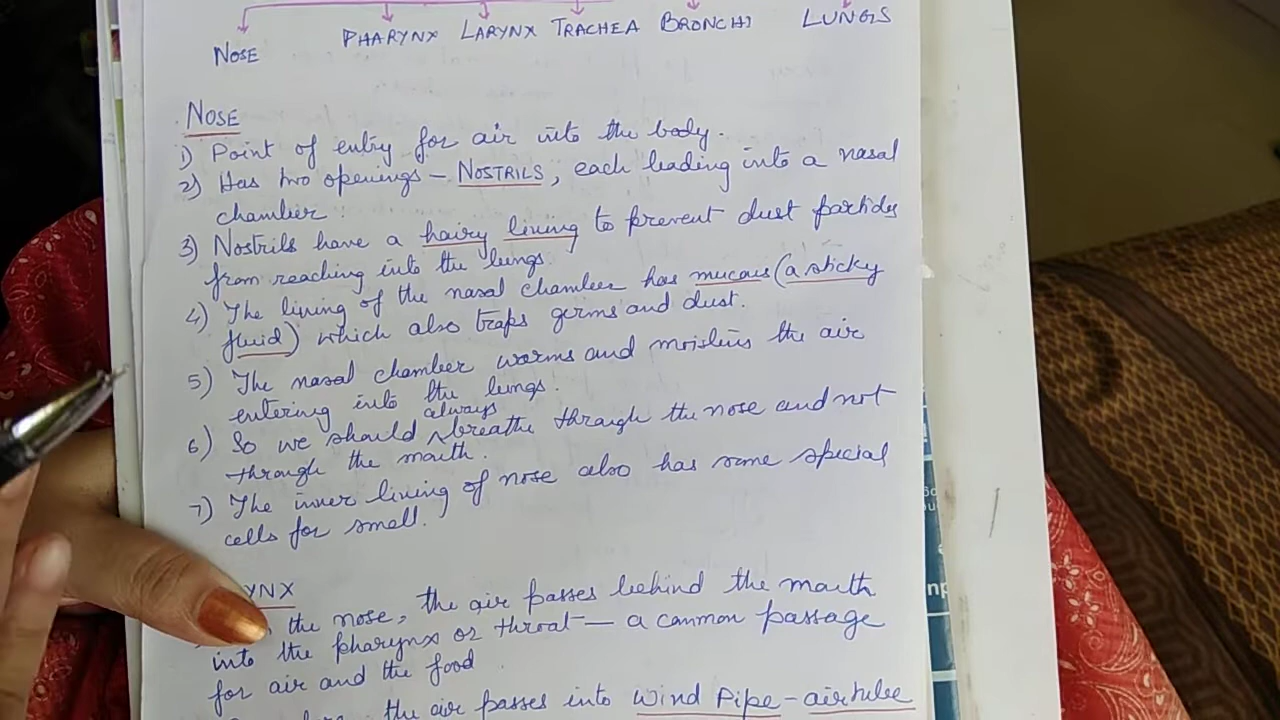 NOSE PHARYNX LARYNX TRACHEA BRONCHI LUNGS
NOSE
1) Point of entry for air into the body.
2) Has two openings – NOSTRILS, each leading into a nasal
chamber.
3) Nostrils have a hairy lining to prevent dust particles
from reaching into the lungs.
4) The lining of the nasal chamber has mucous (a sticky
fluid) which also traps germs and dust.
5) The nasal chamber warms and moistens the air
entering into the lungs.
6) So we should always breathe through the nose and not
through the mouth.
7) The inner lining of nose also has some special
cells for smell.
YNX
the nose, the air passes behind the mouth
into the pharynx or throat — a common passage
for air and the food
the air passes into wind Pipe - air tube